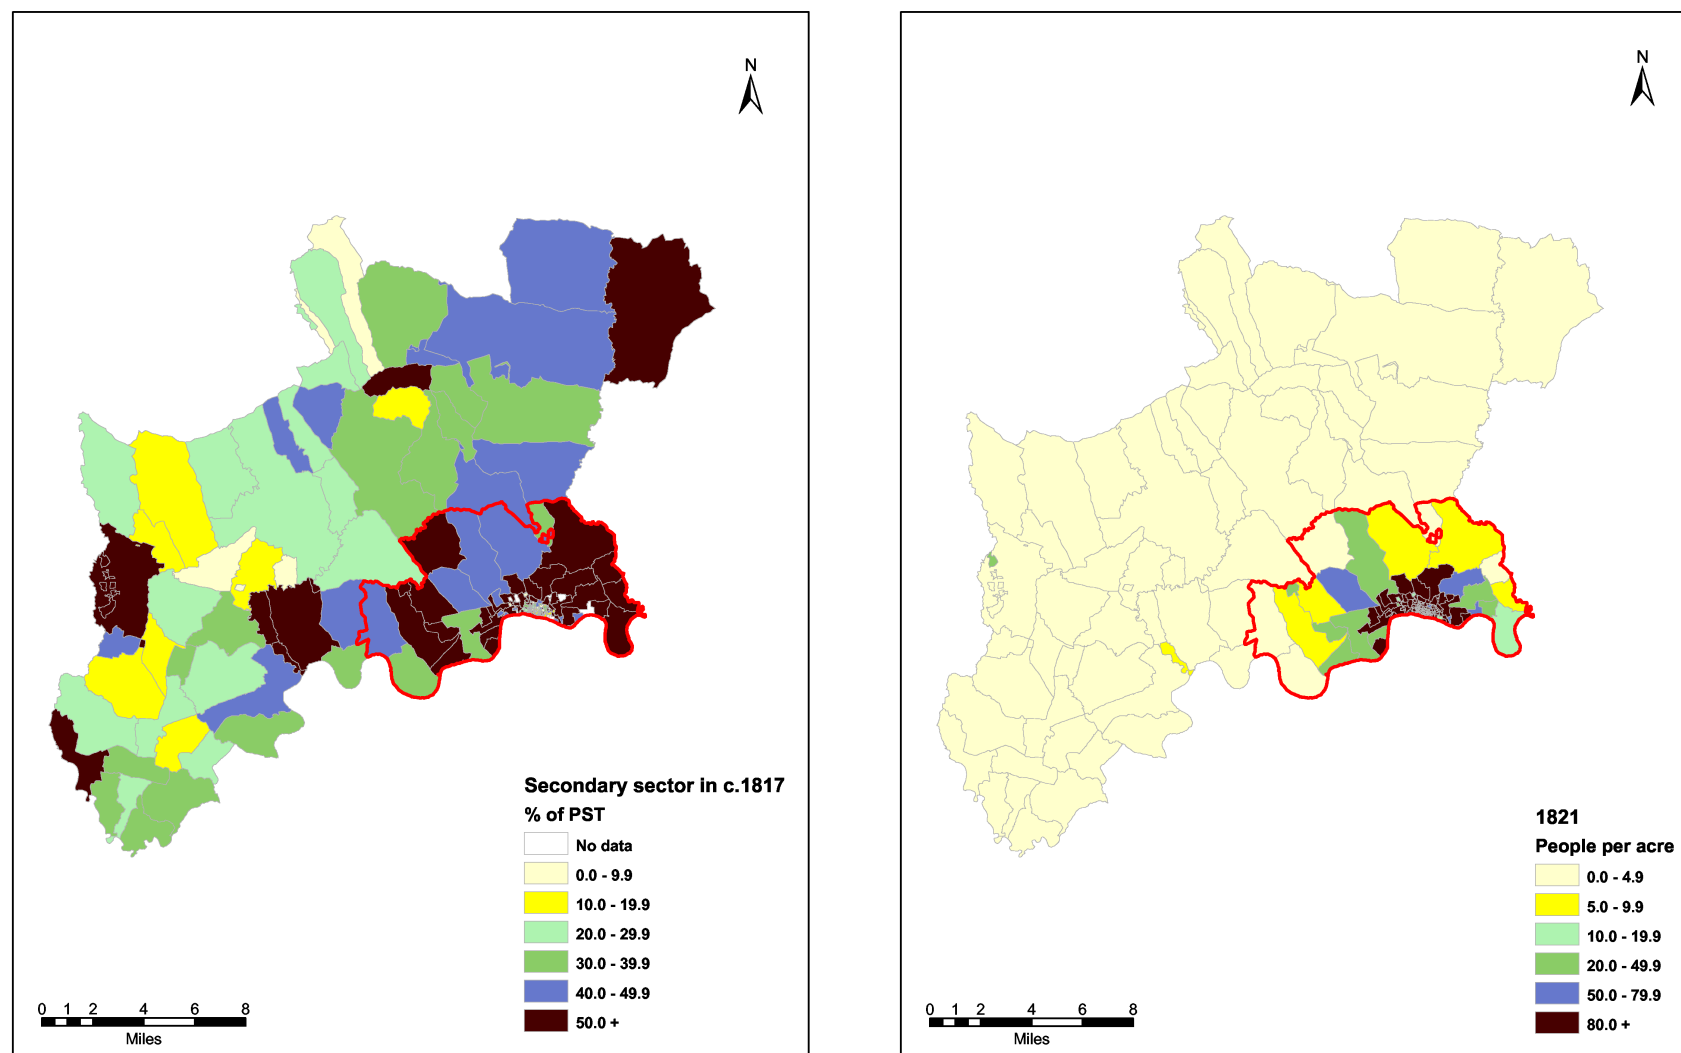 N
Secondary sector in c.1817
% of PST
No data
0.0 - 9.9
10.0 - 19.9
20.0 - 29.9
30.0 - 39.9
40.0 - 49.9
50.0 +
0 1 2 4 6 8
Miles
N
1821
People per acre
0.0 - 4.9
5.0 - 9.9
10.0 - 19.9
20.0 - 49.9
50.0 - 79.9
80.0 +
0 1 2 4 6 8
Miles